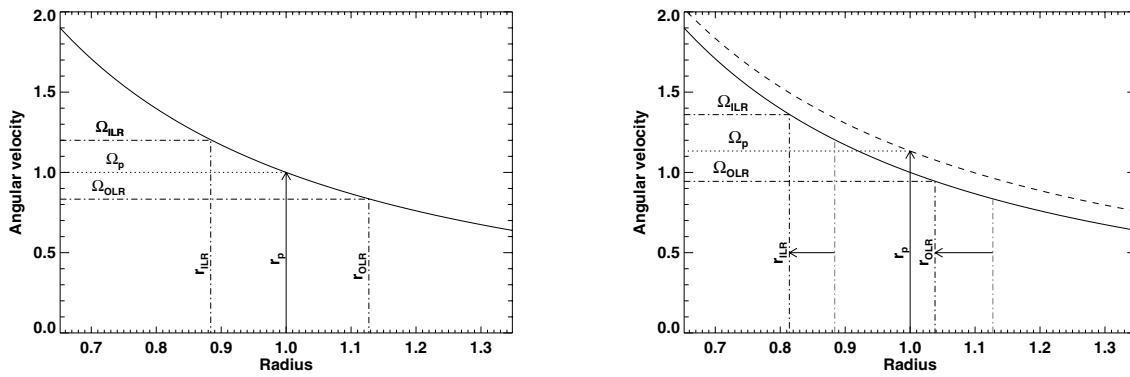 2.0
1.5
1.0
0.5
0.0
Angular velocity
Ω_ILR
Ω_p
Ω_OLR
r_ILR
r_p
r_OLR
0.7 0.8 0.9 1.0 1.1 1.2 1.3
Radius
2.0
1.5
1.0
0.5
0.0
Angular velocity
Ω_ILR
Ω_p
Ω_OLR
r_ILR
r_p
r_OLR
0.7 0.8 0.9 1.0 1.1 1.2 1.3
Radius